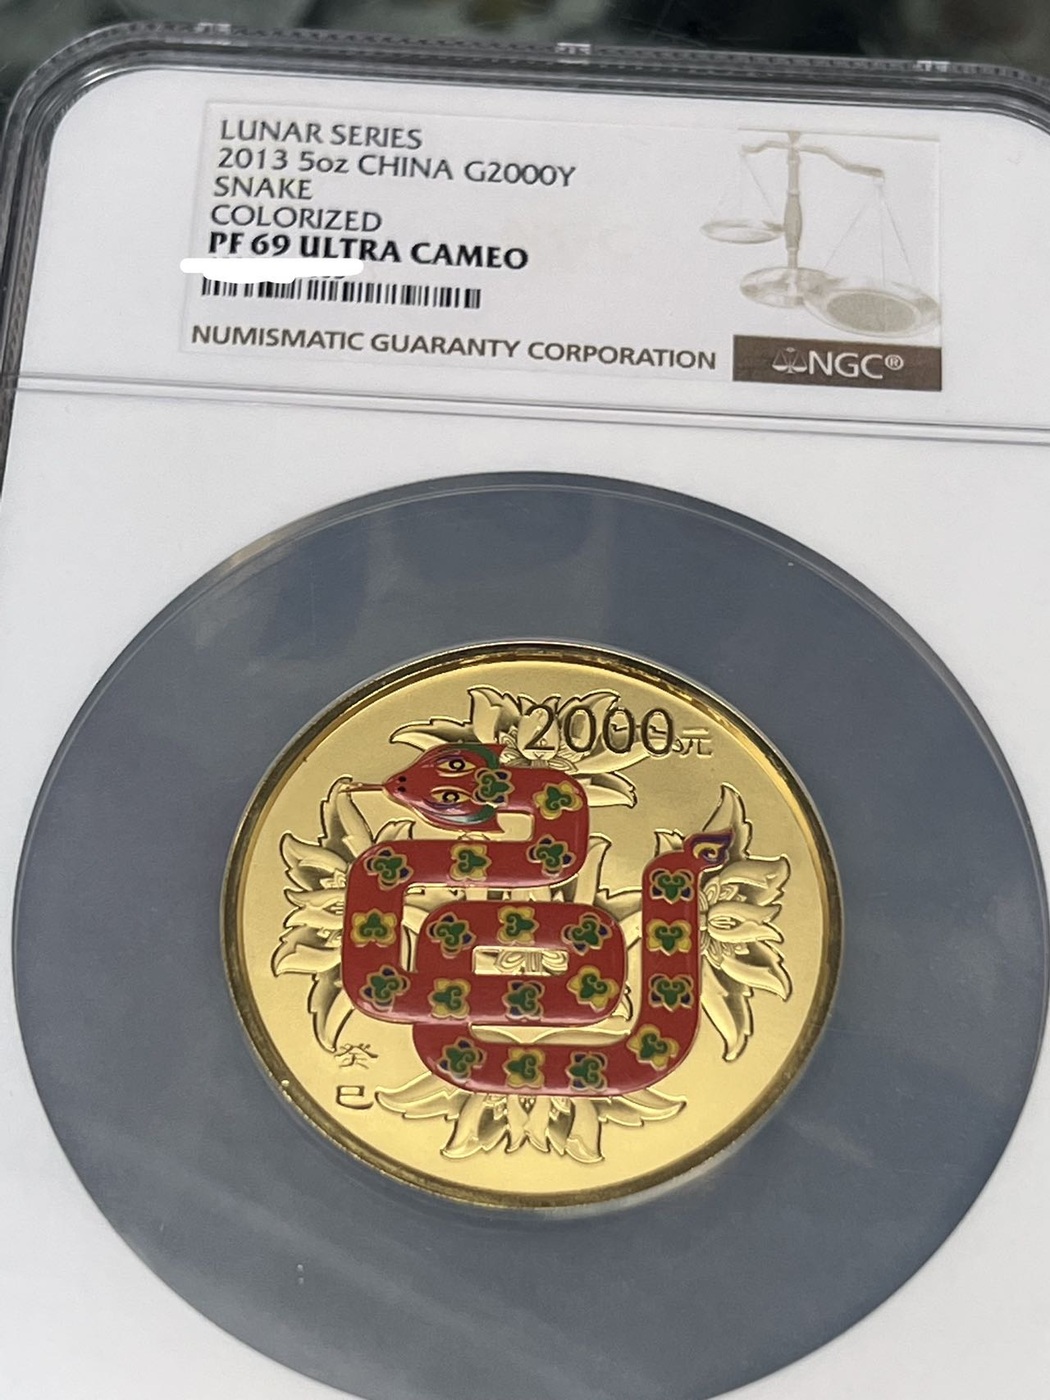 LUNAR SERIES
2013 5oz CHINA G2000Y
SNAKE
COLORIZED
PF 69 ULTRA CAMEO
NUMISMATIC GUARANTY CORPORATION
NGC®
2000元
癸
巳